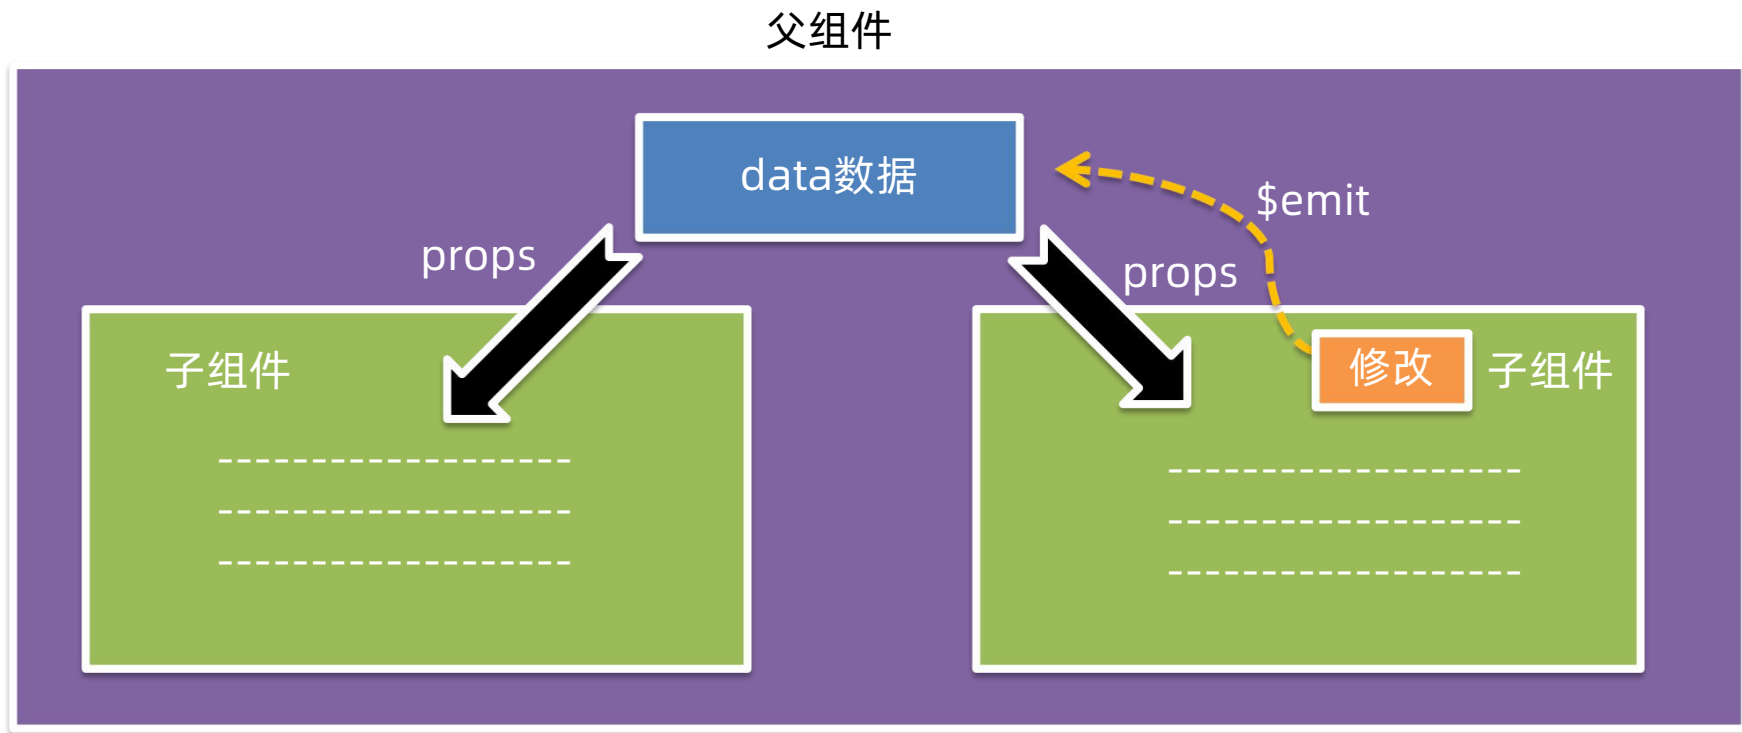 父组件
data数据
$emit
props
props
子组件
修改
子组件